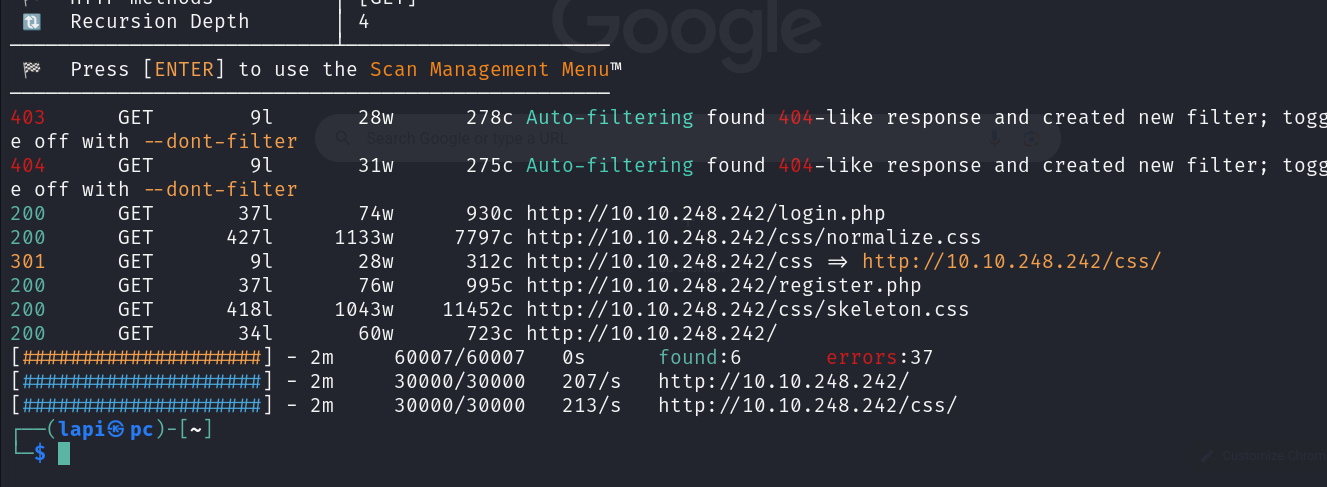 🔃 Recursion Depth │ 4
🏁 Press [ENTER] to use the Scan Management Menu™
403 GET 9l 28w 278c Auto-filtering found 404-like response and created new filter; togg
e off with --dont-filter
404 GET 9l 31w 275c Auto-filtering found 404-like response and created new filter; togg
e off with --dont-filter
200 GET 37l 74w 930c http://10.10.248.242/login.php
200 GET 427l 1133w 7797c http://10.10.248.242/css/normalize.css
301 GET 9l 28w 312c http://10.10.248.242/css => http://10.10.248.242/css/
200 GET 37l 76w 995c http://10.10.248.242/register.php
200 GET 418l 1043w 11452c http://10.10.248.242/css/skeleton.css
200 GET 34l 60w 723c http://10.10.248.242/
[####################] - 2m 60007/60007 0s found:6 errors:37
[####################] - 2m 30000/30000 207/s http://10.10.248.242/
[####################] - 2m 30000/30000 213/s http://10.10.248.242/css/
┌──(lapi㉿pc)-[~]
└─$
Google
Search Google or type a URL